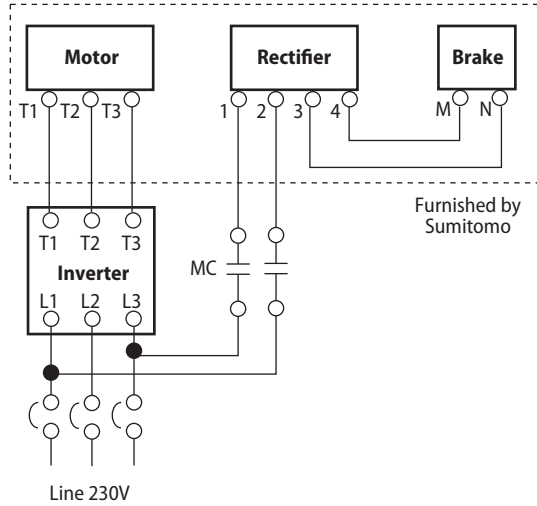 Motor Rectifier Brake
T1 T2 T3 1 2 3 4 M N
Furnished by
Sumitomo
T1 T2 T3
Inverter
MC
L1 L2 L3
Line 230V